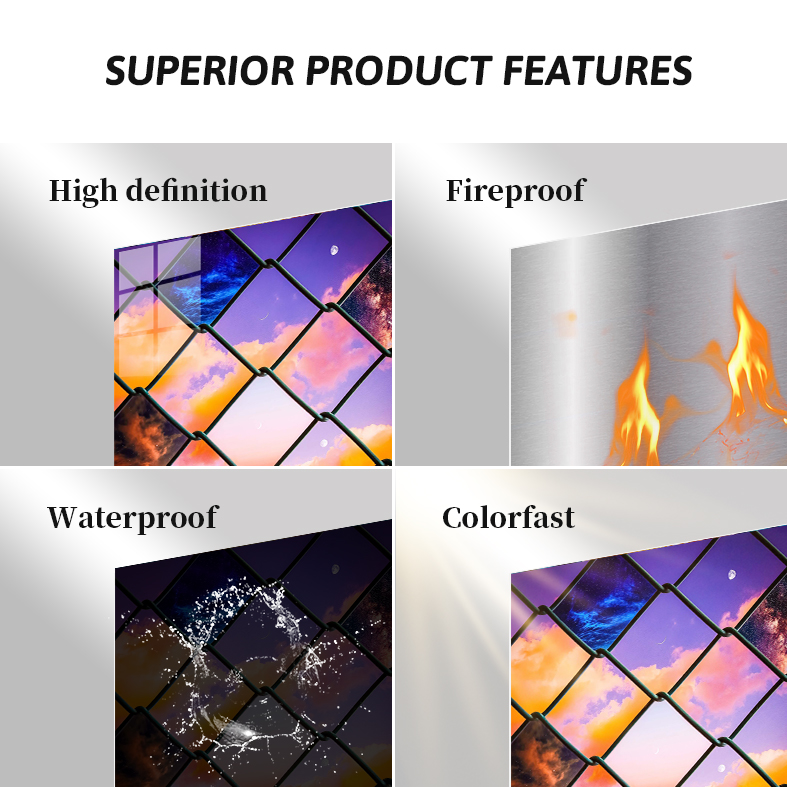 SUPERIOR PRODUCT FEATURES
High definition
Fireproof
Waterproof
Colorfast